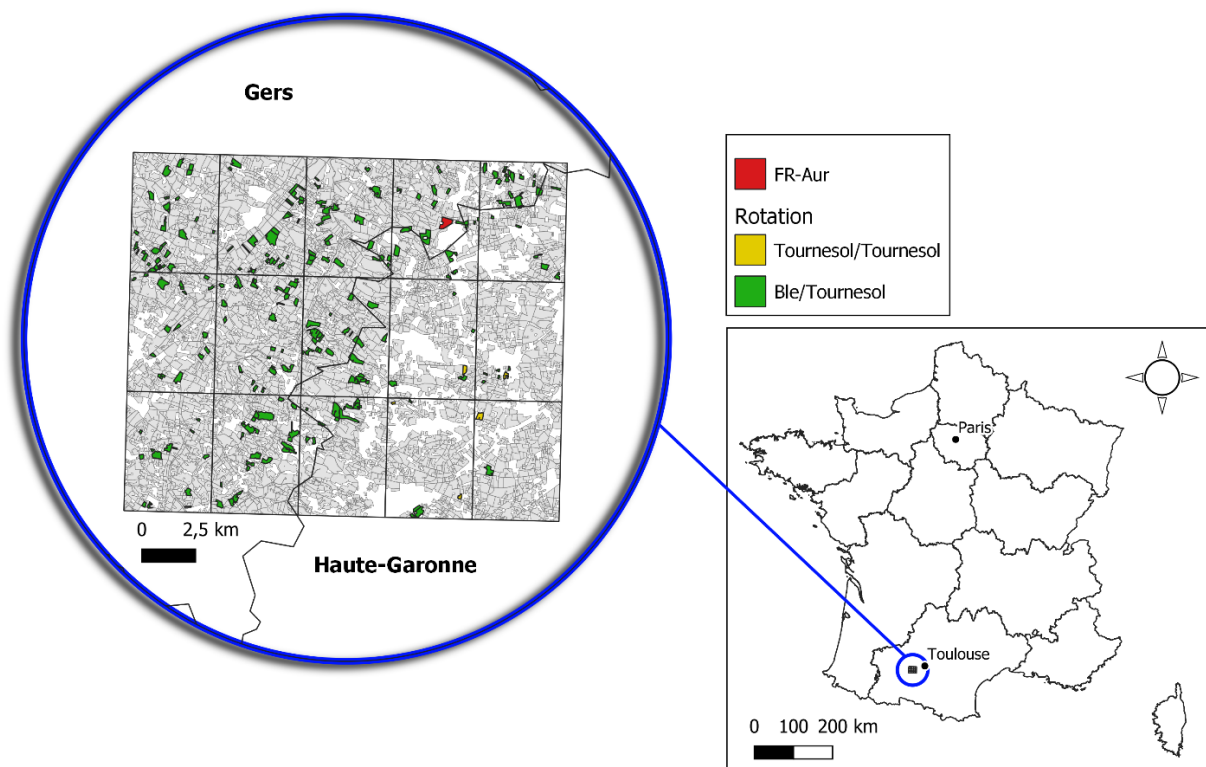 Gers
0 2,5 km
Haute-Garonne
FR-Aur
Rotation
Tournesol/Tournesol
Ble/Tournesol
Paris
Toulouse
0 100 200 km